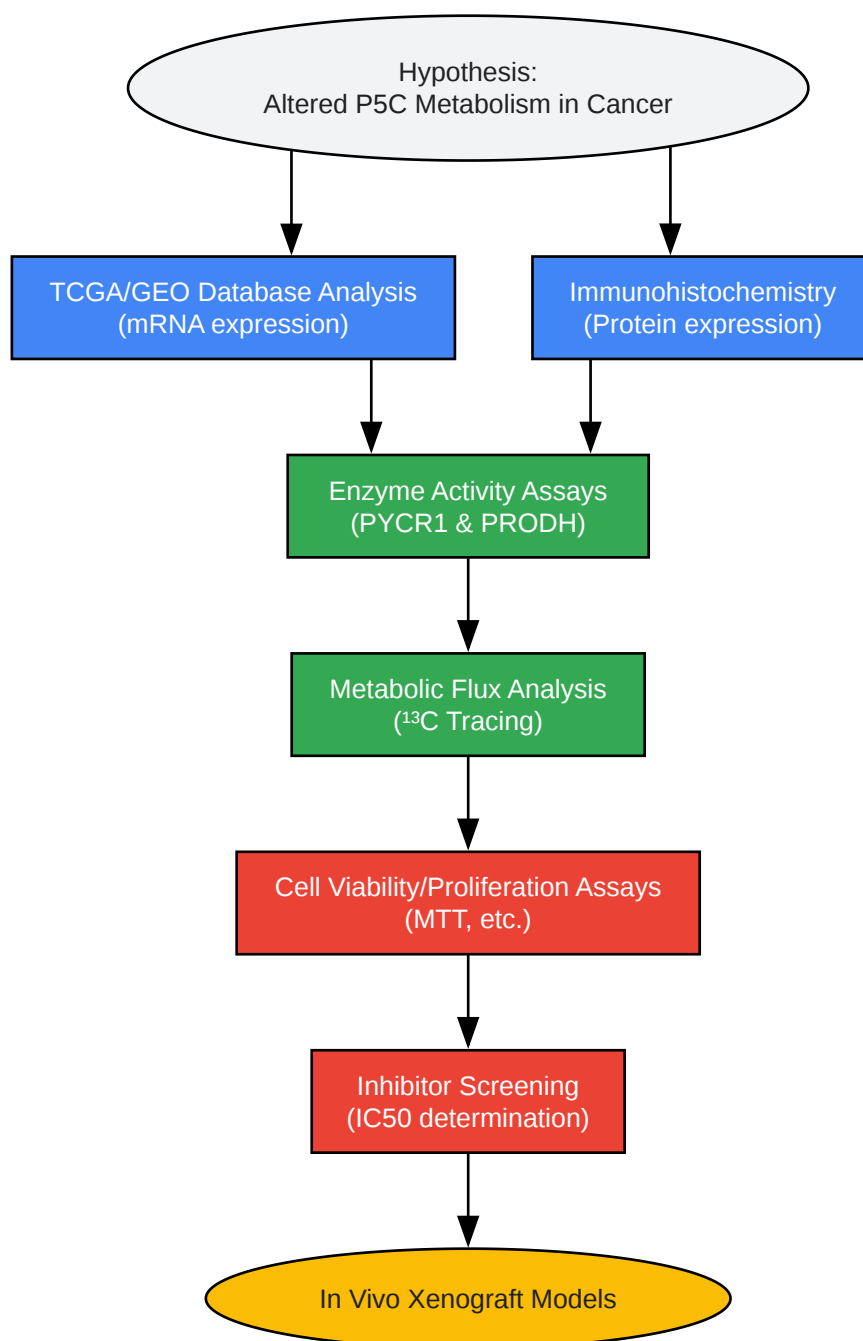 Hypothesis:
Altered P5C Metabolism in Cancer
TCGA/GEO Database Analysis
(mRNA expression)
Immunohistochemistry
(Protein expression)
Enzyme Activity Assays
(PYCR1 & PRODH)
Metabolic Flux Analysis
(¹³C Tracing)
Cell Viability/Proliferation Assays
(MTT, etc.)
Inhibitor Screening
(IC50 determination)
In Vivo Xenograft Models